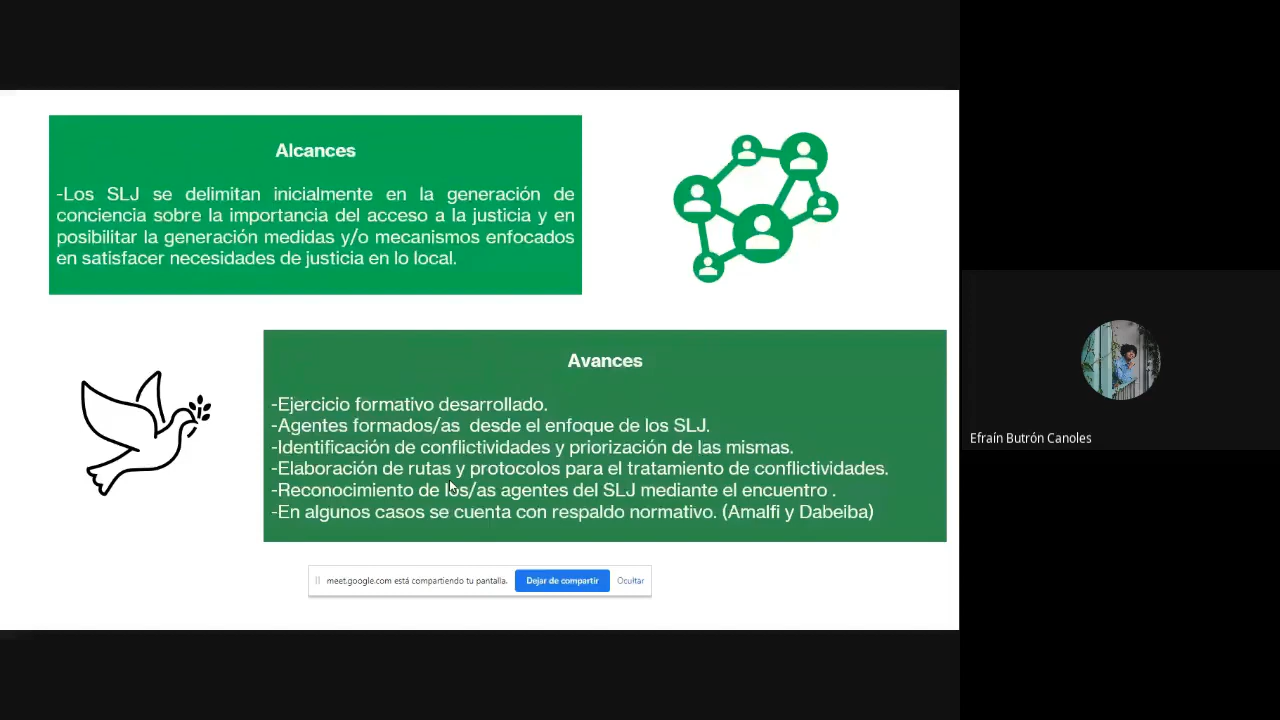 Alcances
-Los SLJ se delimitan inicialmente en la generación de
conciencia sobre la importancia del acceso a la justicia y en
posibilitar la generación medidas y/o mecanismos enfocados
en satisfacer necesidades de justicia en lo local.
Avances
-Ejercicio formativo desarrollado.
-Agentes formados/as desde el enfoque de los SLJ.
-Identificación de conflictividades y priorización de las mismas.
-Elaboración de rutas y protocolos para el tratamiento de conflictividades.
-Reconocimiento de los/as agentes del SLJ mediante el encuentro .
-En algunos casos se cuenta con respaldo normativo. (Amalfi y Dabeiba)
meet.google.com está compartiendo tu pantalla. Dejar de compartir Ocultar
Efraín Butrón Canoles